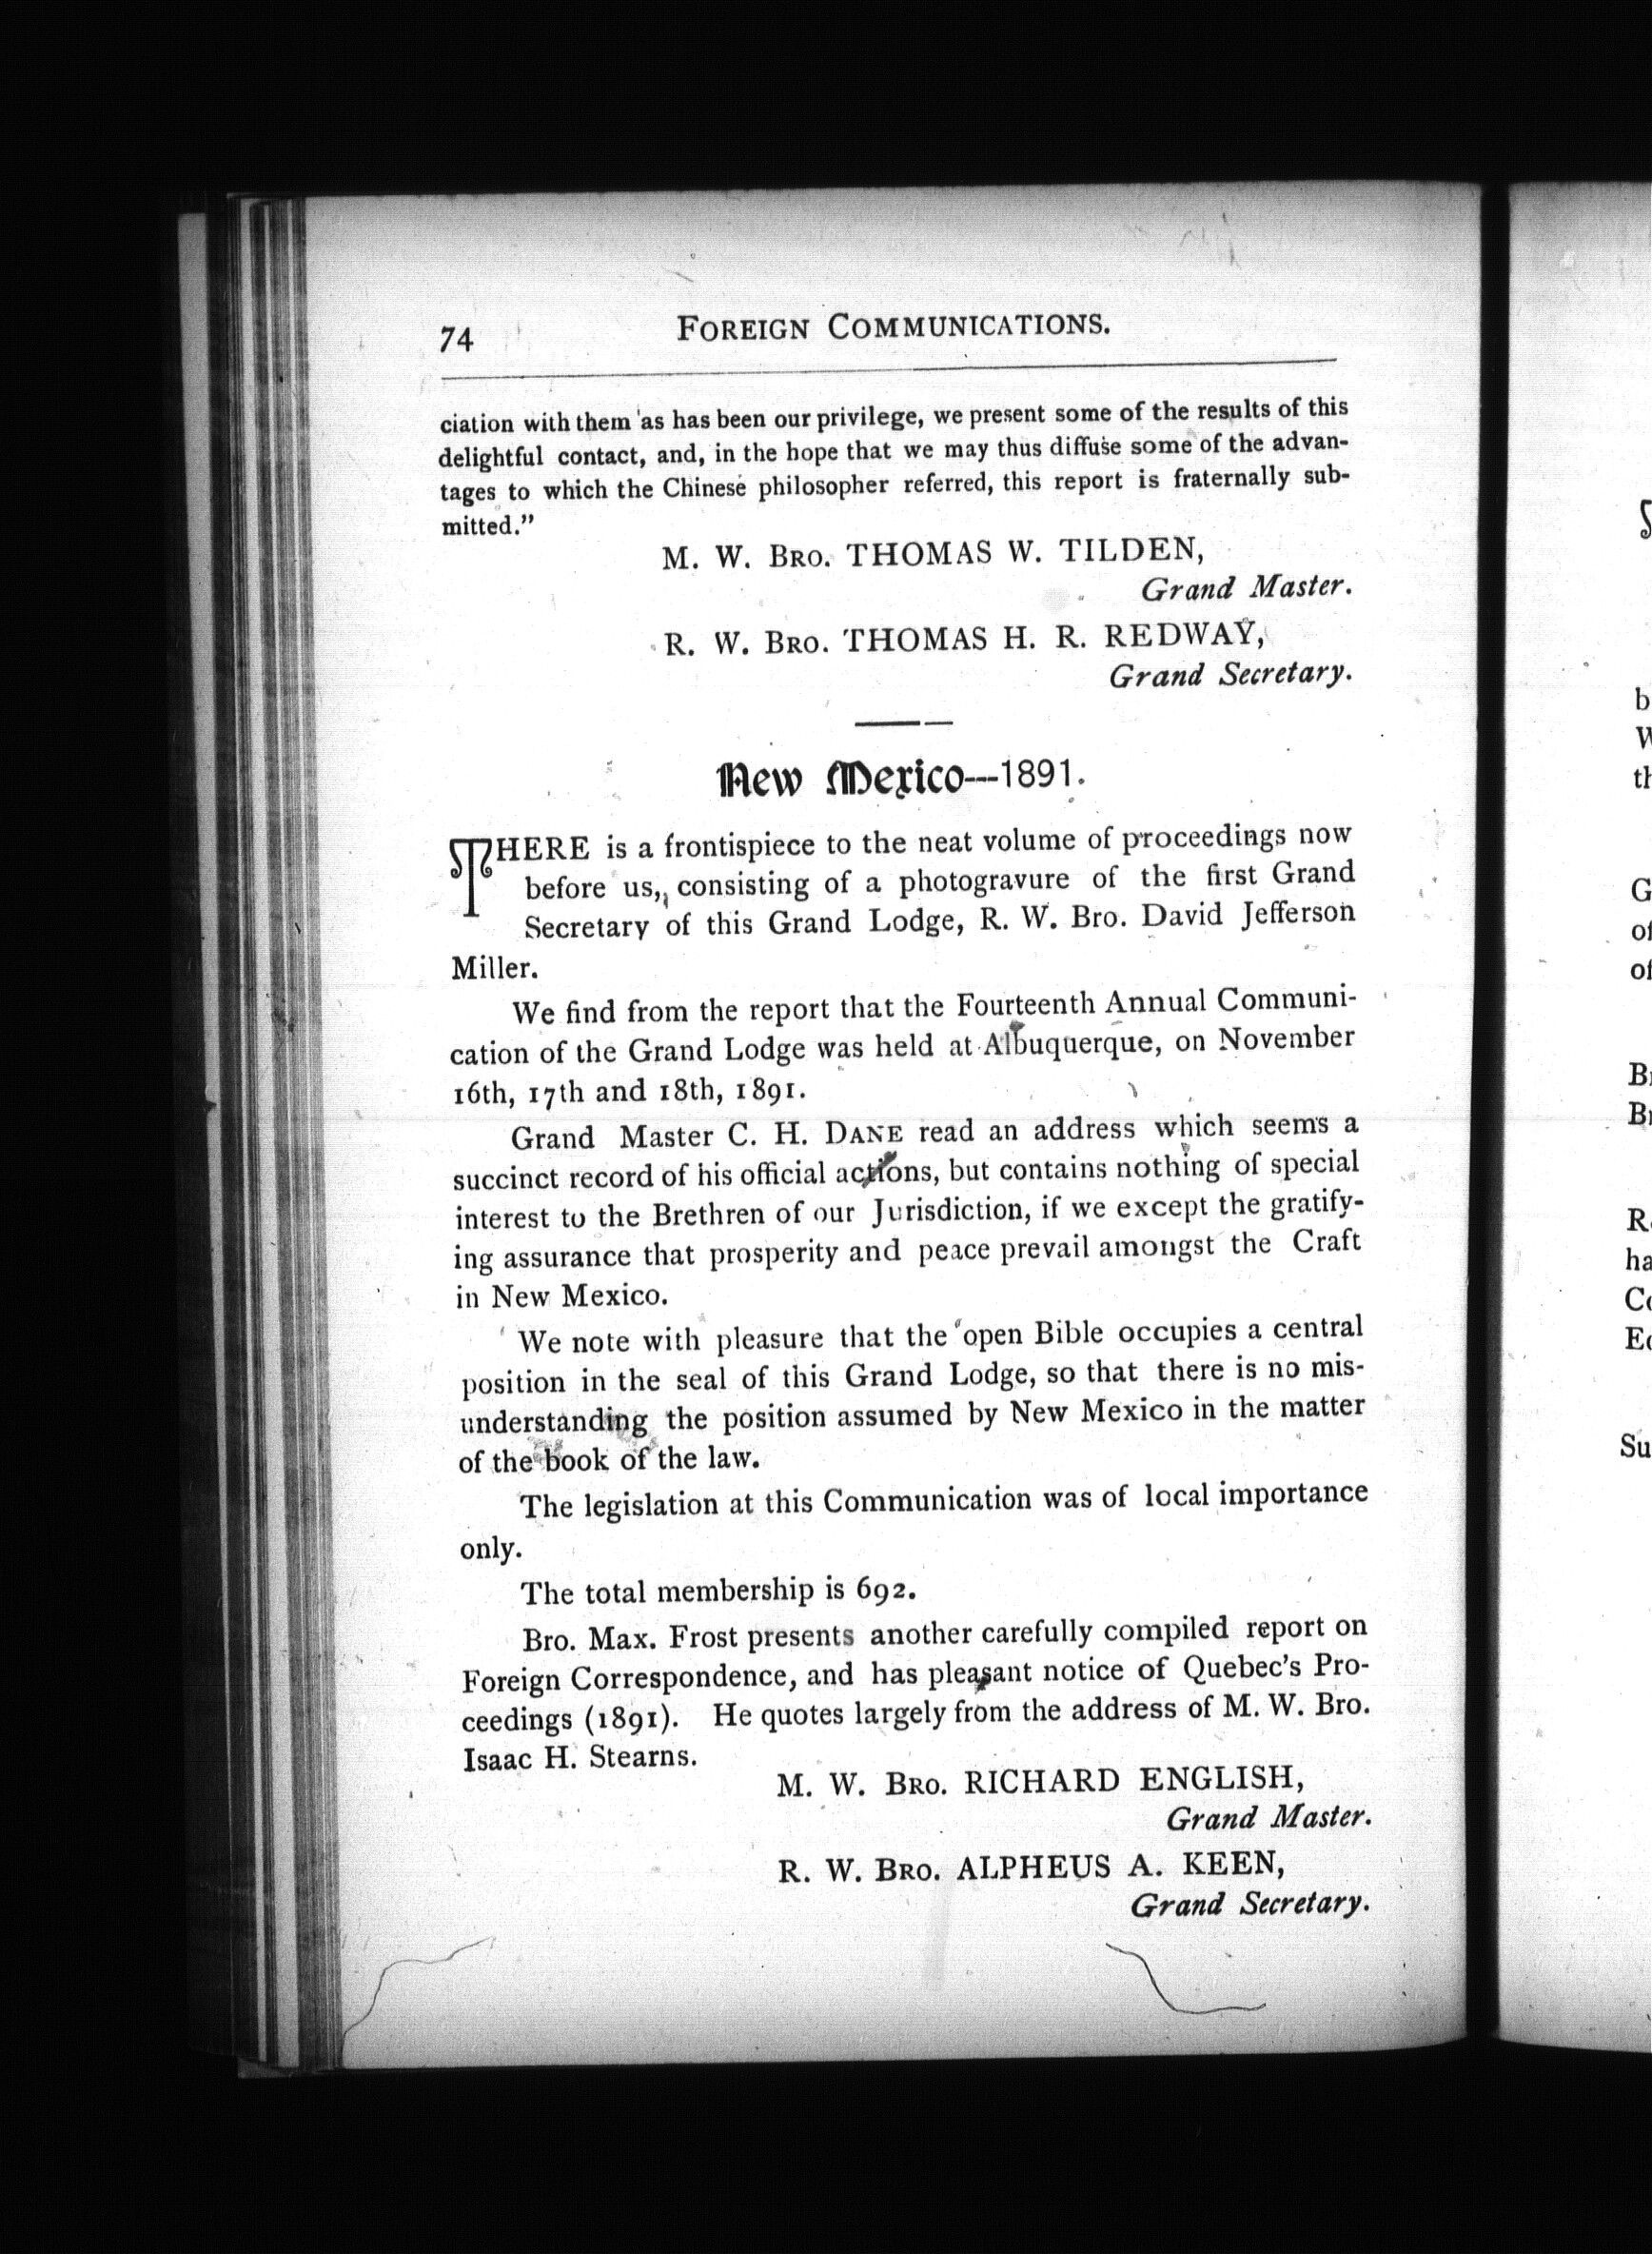 74 FOREIGN COMMUNICATIONS.
ciation with them as has been our privilege, we present some of the results of this
delightful contact, and, in the hope that we may thus diffuse some of the advan-
tages to which the Chinese philosopher referred, this report is fraternally sub-
mitted.”
M. W. BRO. THOMAS W. TILDEN,
Grand Master.
R. W. BRO. THOMAS H. R. REDWAY,
Grand Secretary.
New Mexico—1891.
THERE is a frontispiece to the neat volume of proceedings now
before us, consisting of a photogravure of the first Grand
Secretary of this Grand Lodge, R. W. Bro. David Jefferson
Miller.
We find from the report that the Fourteenth Annual Communi-
cation of the Grand Lodge was held at Albuquerque, on November
16th, 17th and 18th, 1891.
Grand Master C. H. DANE read an address which seems a
succinct record of his official actions, but contains nothing of special
interest to the Brethren of our Jurisdiction, if we except the gratify-
ing assurance that prosperity and peace prevail amongst the Craft
in New Mexico.
We note with pleasure that the open Bible occupies a central
position in the seal of this Grand Lodge, so that there is no mis-
understanding the position assumed by New Mexico in the matter
of the book of the law.
The legislation at this Communication was of local importance
only.
The total membership is 692.
Bro. Max. Frost presents another carefully compiled report on
Foreign Correspondence, and has pleasant notice of Quebec’s Pro-
ceedings (1891). He quotes largely from the address of M. W. Bro.
Isaac H. Stearns.
M. W. BRO. RICHARD ENGLISH,
Grand Master.
R. W. BRO. ALPHEUS A. KEEN,
Grand Secretary.